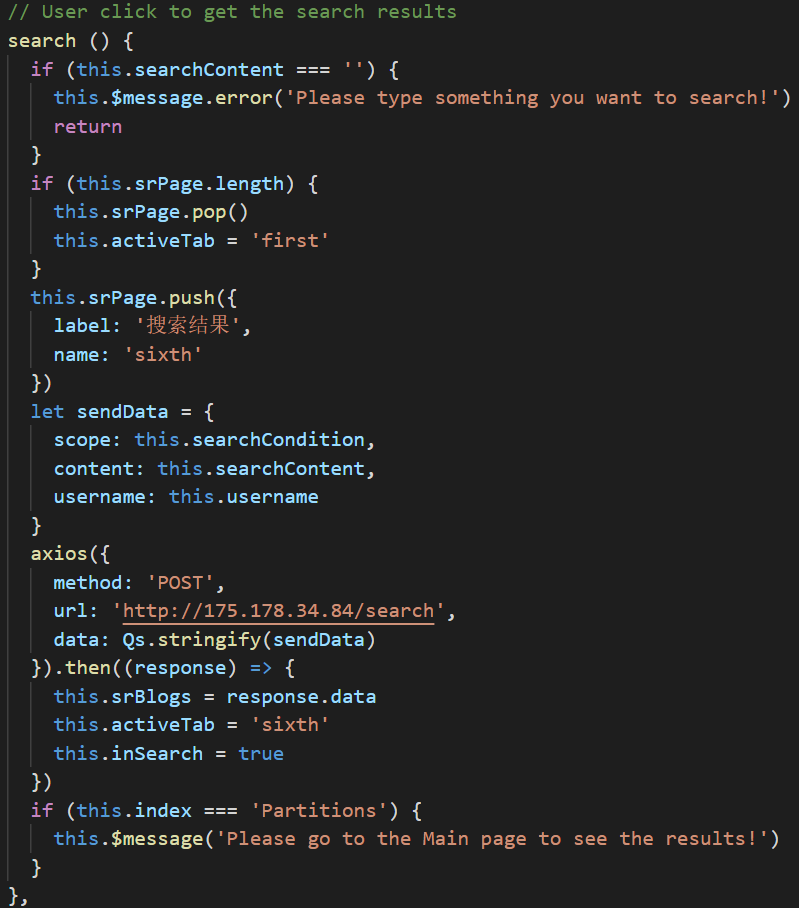 // User click to get the search results
search () {
if (this.searchContent === '') {
this.$message.error('Please type something you want to search!')
return
}
if (this.srPage.length) {
this.srPage.pop()
this.activeTab = 'first'
}
this.srPage.push({
label: '搜索结果',
name: 'sixth'
})
let sendData = {
scope: this.searchCondition,
content: this.searchContent,
username: this.username
}
axios({
method: 'POST',
url: 'http://175.178.34.84/search',
data: Qs.stringify(sendData)
}).then((response) => {
this.srBlogs = response.data
this.activeTab = 'sixth'
this.inSearch = true
})
if (this.index === 'Partitions') {
this.$message('Please go to the Main page to see the results!')
}
},